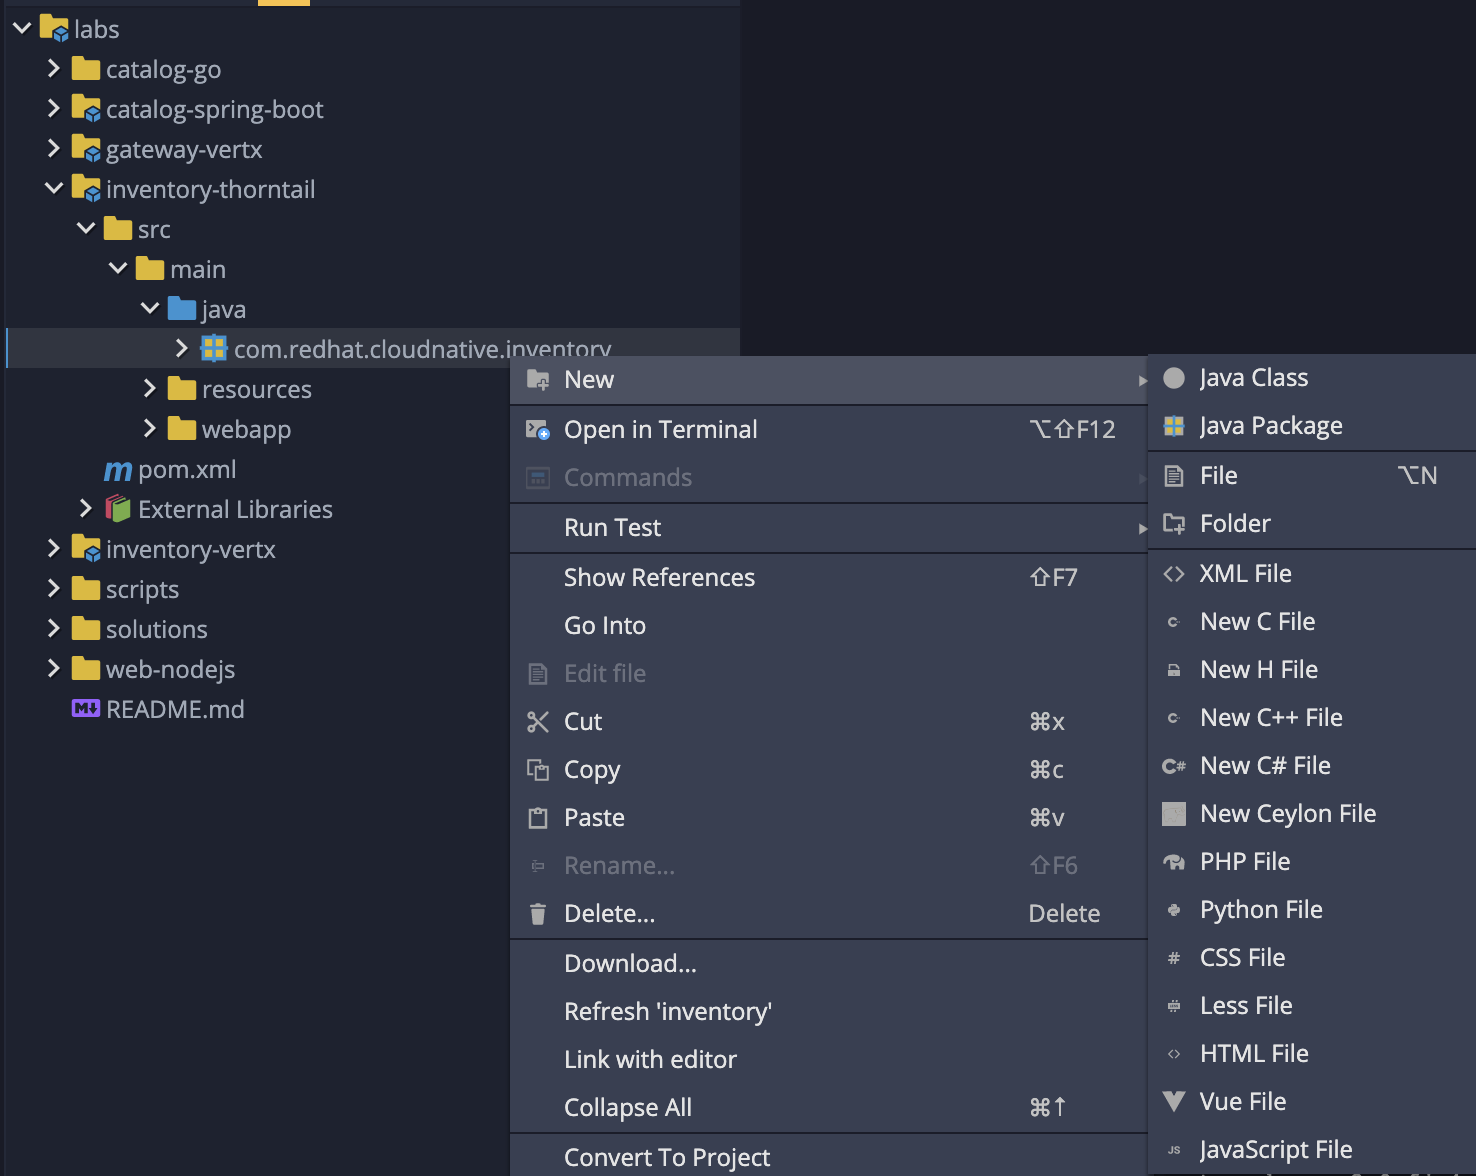 labs
catalog-go
catalog-spring-boot
gateway-vertx
inventory-thorntail
src
main
java
com.redhat.cloudnative.inventory
resources
webapp
pom.xml
External Libraries
inventory-vertx
scripts
solutions
web-nodejs
README.md
New
Open in Terminal ⌥⇧F12
Commands
Run Test
Show References ⇧F7
Go Into
Edit file
Cut ⌘x
Copy ⌘c
Paste ⌘v
Rename... ⇧F6
Delete... Delete
Download...
Refresh 'inventory'
Link with editor
Collapse All ⌘↑
Convert To Project
Java Class
Java Package
File ⌥N
Folder
XML File
New C File
New H File
New C++ File
New C# File
New Ceylon File
PHP File
Python File
CSS File
Less File
HTML File
Vue File
JavaScript File